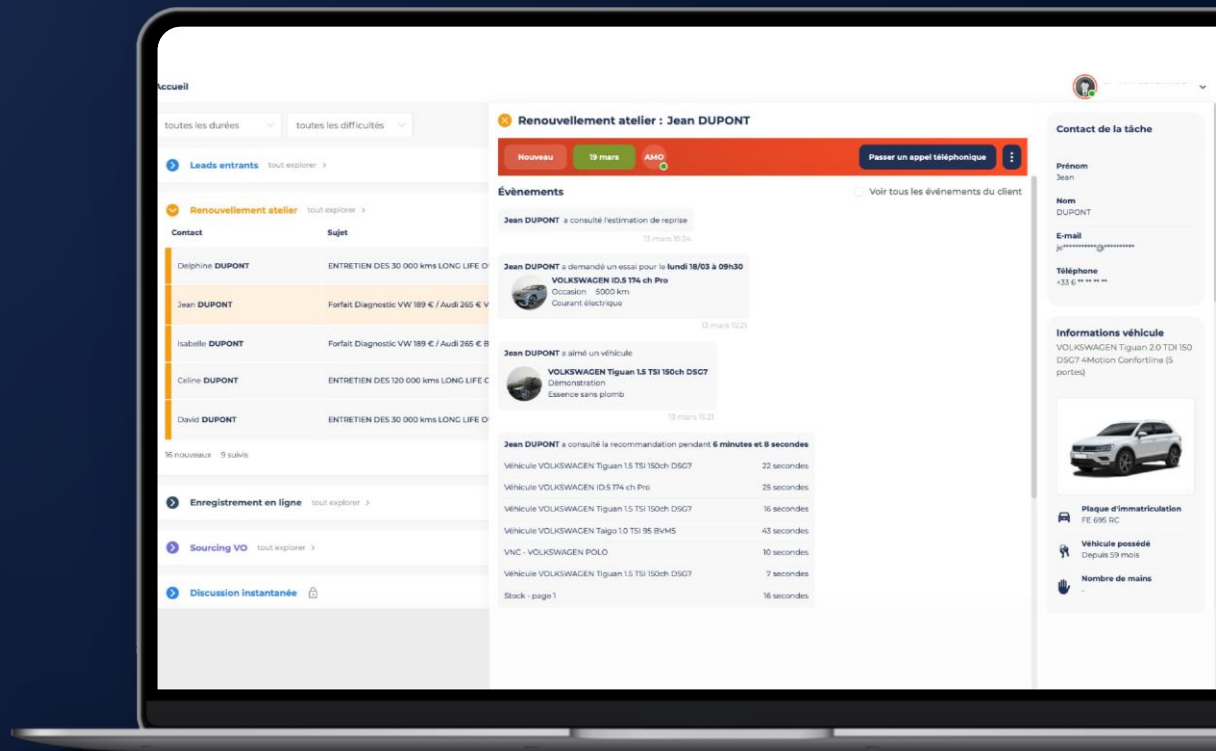 Accueil
toutes les durées
toutes les difficultés
Leads entrants tout explorer >
Renouvellement atelier tout explorer >
Contact Sujet
Delphine DUPONT ENTRETIEN DES 30 000 kms LONG LIFE O
Jean DUPONT Forfait Diagnostic VW 189 € / Audi 265 € V
Isabelle DUPONT Forfait Diagnostic VW 189 € / Audi 265 € B
Celine DUPONT ENTRETIEN DES 120 000 kms LONG LIFE C
David DUPONT ENTRETIEN DES 30 000 kms LONG LIFE O
16 nouveaux 9 suivis
Enregistrement en ligne tout explorer >
Sourcing VO tout explorer >
Discussion instantanée
Renouvellement atelier : Jean DUPONT
Nouveau 19 mars AMO Passer un appel téléphonique
Évènements Voir tous les événements du client
Jean DUPONT a consulté l'estimation de reprise
13 mars 15:24
Jean DUPONT a demandé un essai pour le lundi 18/03 à 09h30
VOLKSWAGEN ID.5 174 ch Pro
Occasion 5000 km
Courant électrique
13 mars 15:21
Jean DUPONT a aimé un véhicule
VOLKSWAGEN Tiguan 1.5 TSI 150ch DSG7
Démonstration
Essence sans plomb
13 mars 15:21
Jean DUPONT a consulté la recommandation pendant 6 minutes et 8 secondes
Véhicule VOLKSWAGEN Tiguan 1.5 TSI 150ch DSG7 22 secondes
Véhicule VOLKSWAGEN ID.5 174 ch Pro 25 secondes
Véhicule VOLKSWAGEN Tiguan 1.5 TSI 150ch DSG7 16 secondes
Véhicule VOLKSWAGEN Taigo 1.0 TSI 95 BVM5 43 secondes
VNC - VOLKSWAGEN POLO 10 secondes
Véhicule VOLKSWAGEN Tiguan 1.5 TSI 150ch DSG7 7 secondes
Stock - page 1 16 secondes
Contact de la tâche
Prénom
Jean
Nom
DUPONT
E-mail
je***********@**********
Téléphone
+33 6 ** ** ** **
Informations véhicule
VOLKSWAGEN Tiguan 2.0 TDI 150
DSG7 4Motion Confortline (5
portes)
Plaque d'immatriculation
FE 695 RC
Véhicule possédé
Depuis 59 mois
Nombre de mains
-